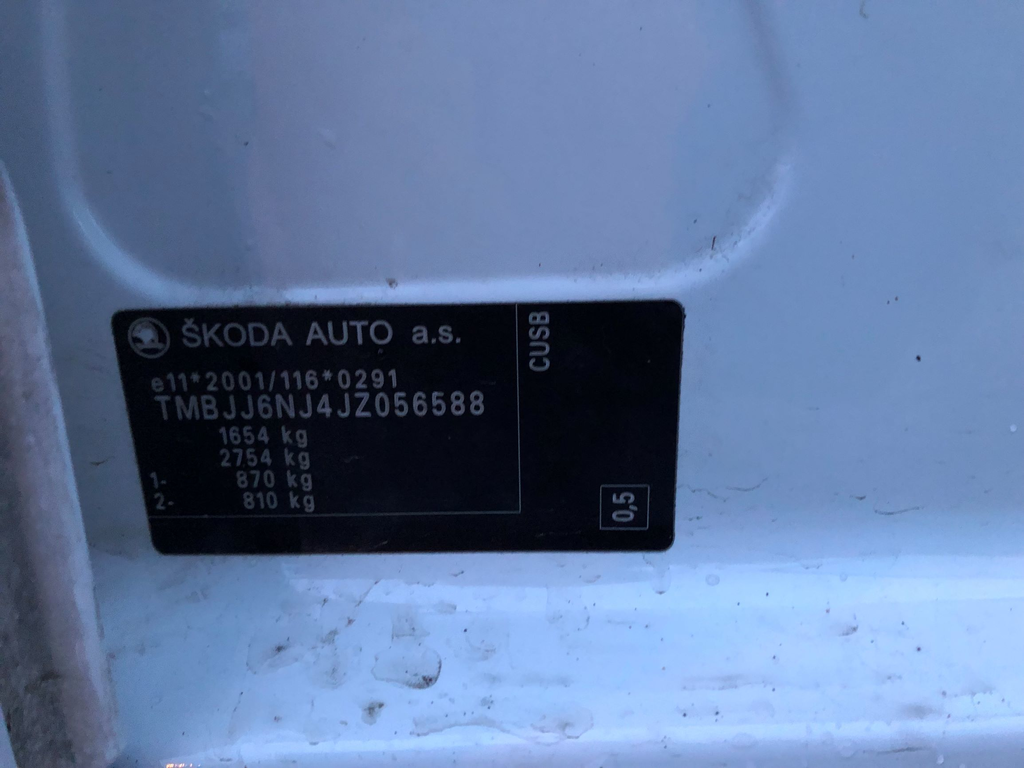 ŠKODA AUTO a.s.
e11*2001/116*0291
TMBJJ6NJ4JZ056588
1654 kg
2754 kg
1- 870 kg
2- 810 kg
CUSB
0,5